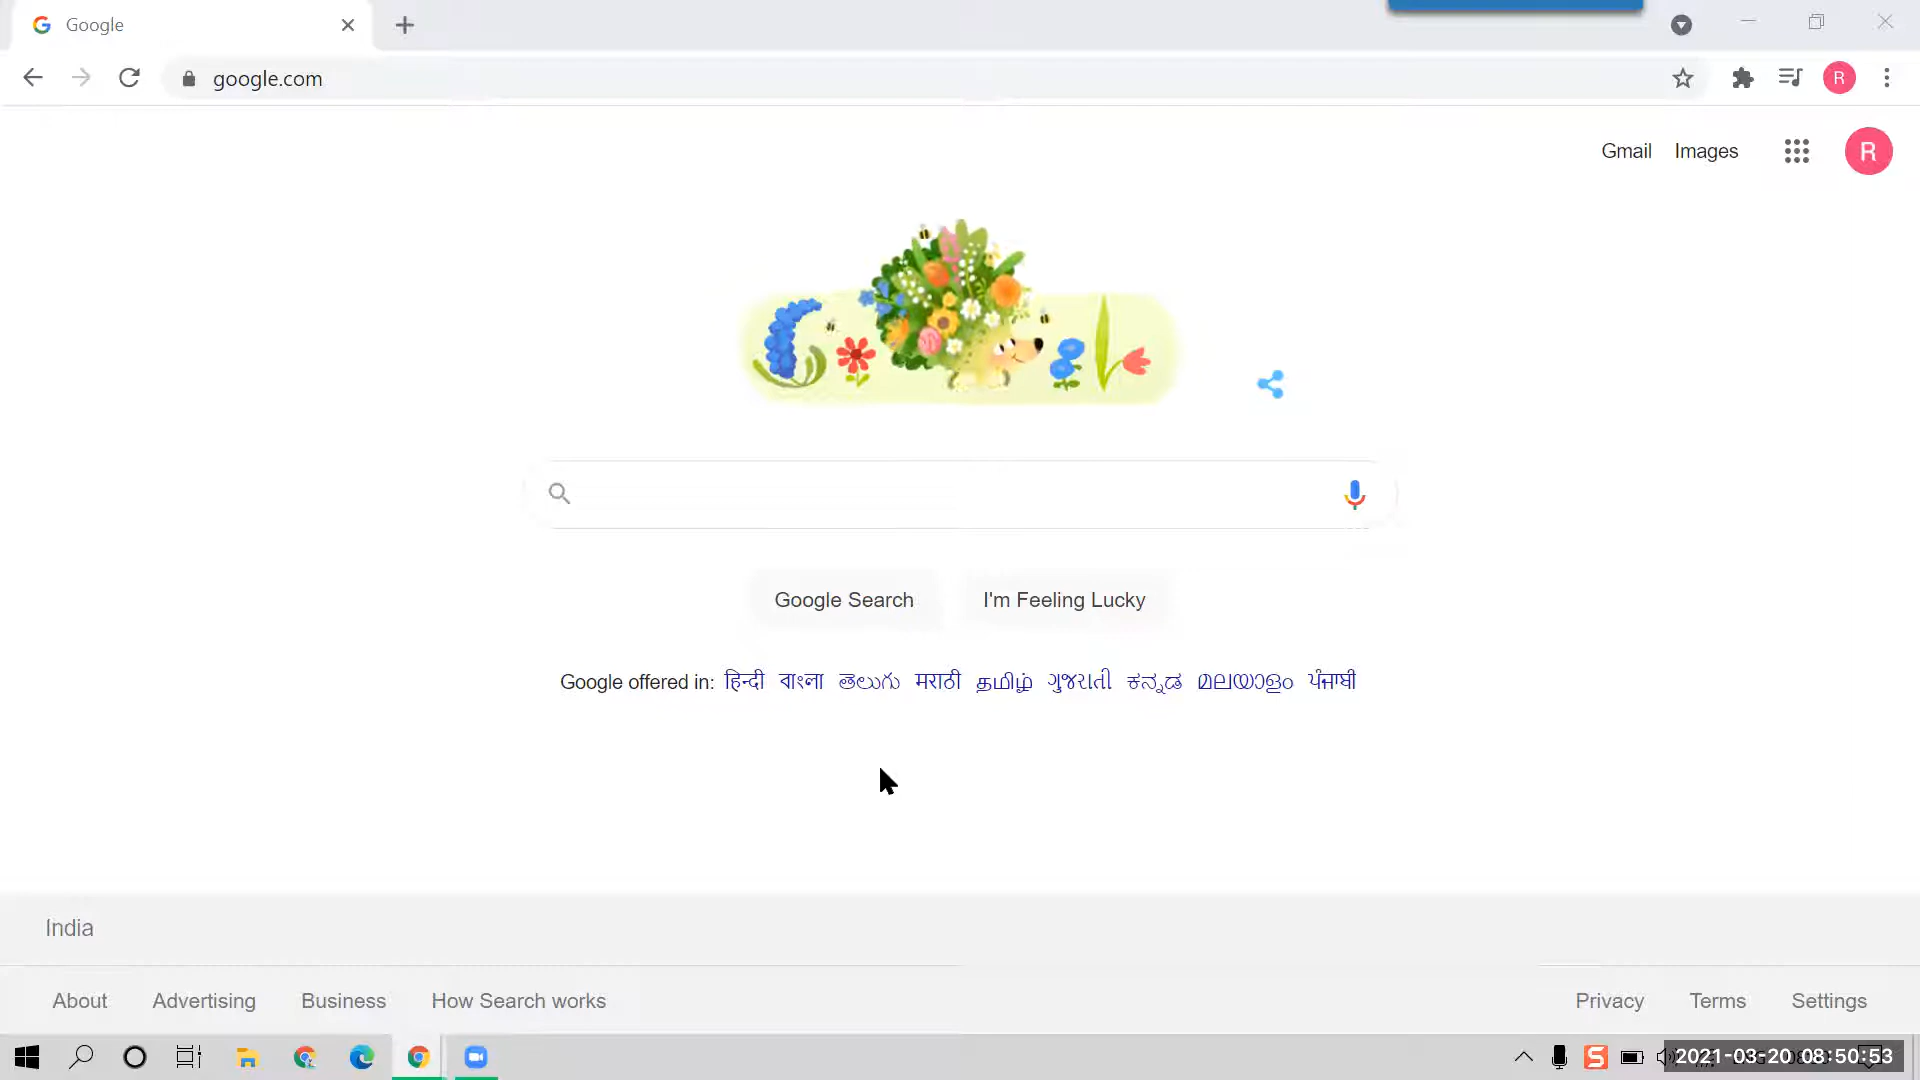 Google
google.com
R
Gmail Images
R
Google Search I'm Feeling Lucky
Google offered in: हिन्दी বাংলা తెలుగు मराठी தமிழ் ગુજરાતી ಕನ್ನಡ മലയാളം ਪੰਜਾਬੀ
India
About Advertising Business How Search works Privacy Terms Settings
2021-03-20 08:50:53